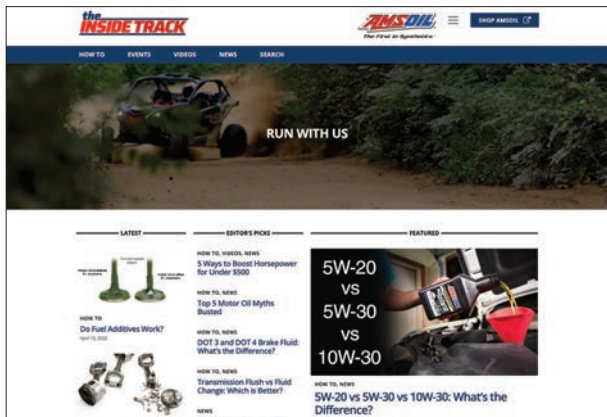 the
INSIDE TRACK
AMSOIL
The First in Synthetics
SHOP AMSOIL
HOW TO EVENTS VIDEOS NEWS SEARCH
RUN WITH US
LATEST
HOW TO
Do Fuel Additives Work?
EDITOR'S PICKS
HOW TO, VIDEOS, NEWS
5 Ways to Boost Horsepower
for Under $500
HOW TO, NEWS
Top 5 Motor Oil Myths
Busted
HOW TO, NEWS
DOT 3 and DOT 4 Brake Fluid:
What's the Difference?
HOW TO, NEWS
Transmission Flush vs Fluid
Change: Which is Better?
NEWS
FEATURED
5W-20
vs
5W-30
vs
10W-30
HOW TO, NEWS
5W-20 vs 5W-30 vs 10W-30: What's the
Difference?